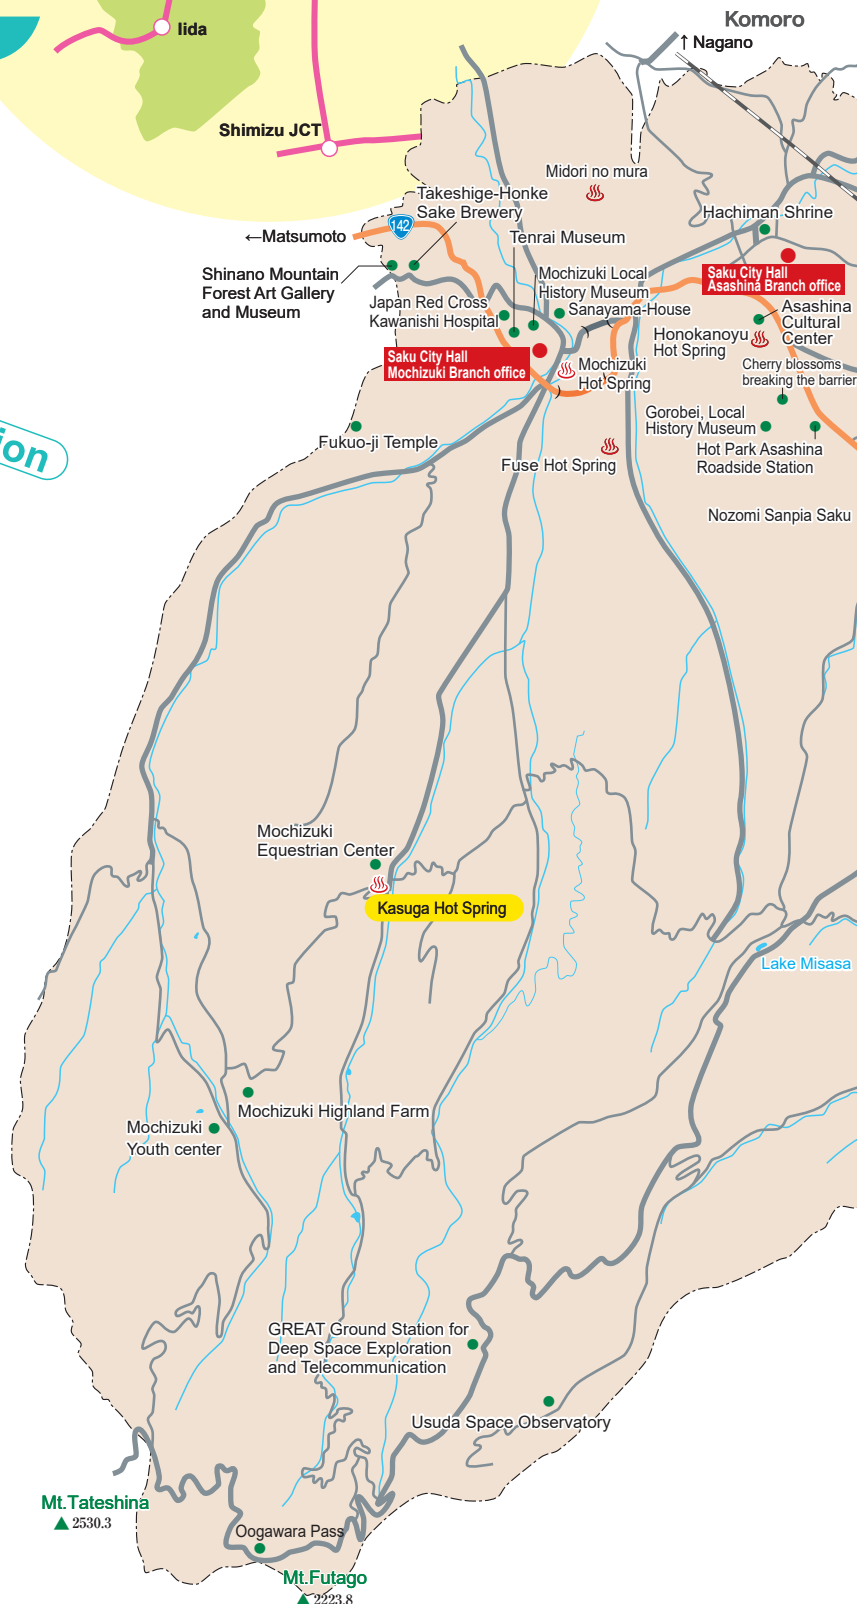 Komoro
Iida
↑ Nagano
Shimizu JCT
Midori no mura
Takeshige-Honke
Sake Brewery
Hachiman Shrine
142
←Matsumoto
Tenrai Museum
Shinano Mountain
Forest Art Gallery
and Museum
Mochizuki Local
History Museum
Saku City Hall
Asashina Branch office
Japan Red Cross
Kawanishi Hospital
Sanayama-House
Asashina
Cultural
Center
Honokanoyu
Hot Spring
Saku City Hall
Mochizuki Branch office
Mochizuki
Hot Spring
Cherry blossoms
breaking the barrier
Gorobei, Local
History Museum
ion
Fukuo-ji Temple
Hot Park Asashina
Roadside Station
Fuse Hot Spring
Nozomi Sanpia Saku
Mochizuki
Equestrian Center
Kasuga Hot Spring
Lake Misasa
Mochizuki Highland Farm
Mochizuki
Youth center
GREAT Ground Station for
Deep Space Exploration
and Telecommunication
Usuda Space Observatory
Mt.Tateshina
▲ 2530.3
Oogawara Pass
Mt.Futago
▲ 2223.8